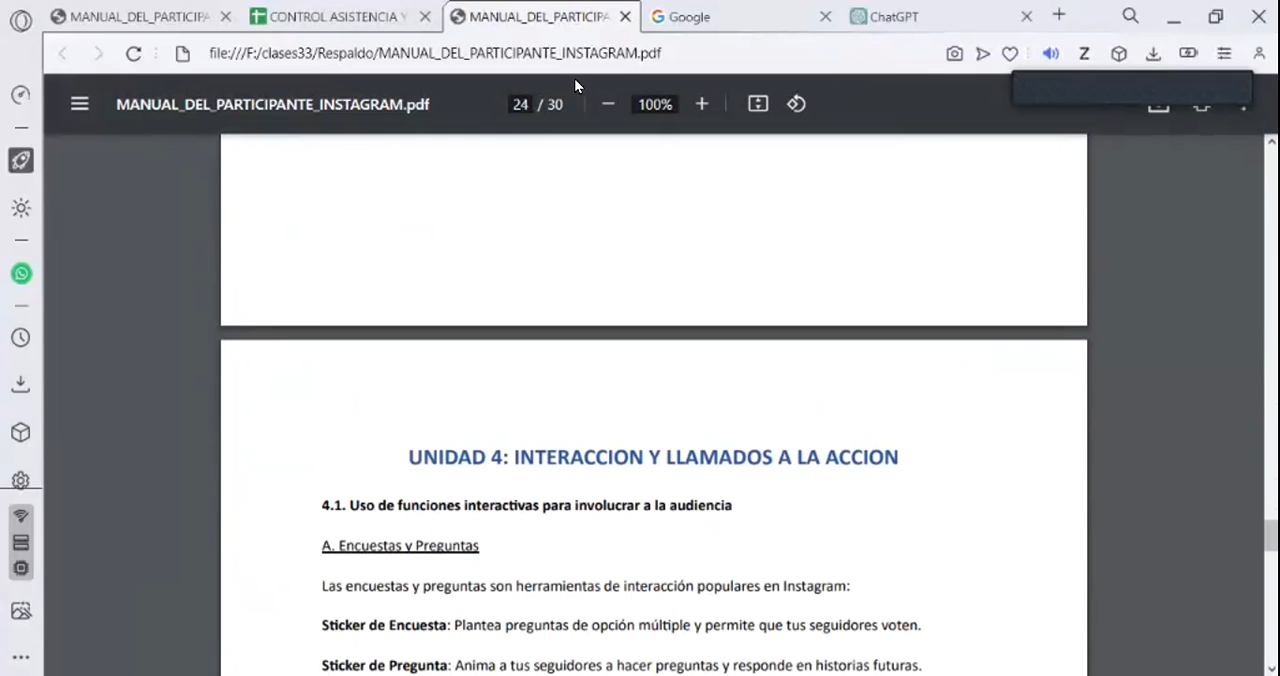 MANUAL_DEL_PARTICIPA
CONTROL ASISTENCIA Y
MANUAL_DEL_PARTICIPA
Google
ChatGPT
file:///F:/clases33/Respaldo/MANUAL_DEL_PARTICIPANTE_INSTAGRAM.pdf
MANUAL_DEL_PARTICIPANTE_INSTAGRAM.pdf
24 / 30
100%
UNIDAD 4: INTERACCION Y LLAMADOS A LA ACCION
4.1. Uso de funciones interactivas para involucrar a la audiencia
A. Encuestas y Preguntas
Las encuestas y preguntas son herramientas de interacción populares en Instagram:
Sticker de Encuesta: Plantea preguntas de opción múltiple y permite que tus seguidores voten.
Sticker de Pregunta: Anima a tus seguidores a hacer preguntas y responde en historias futuras.